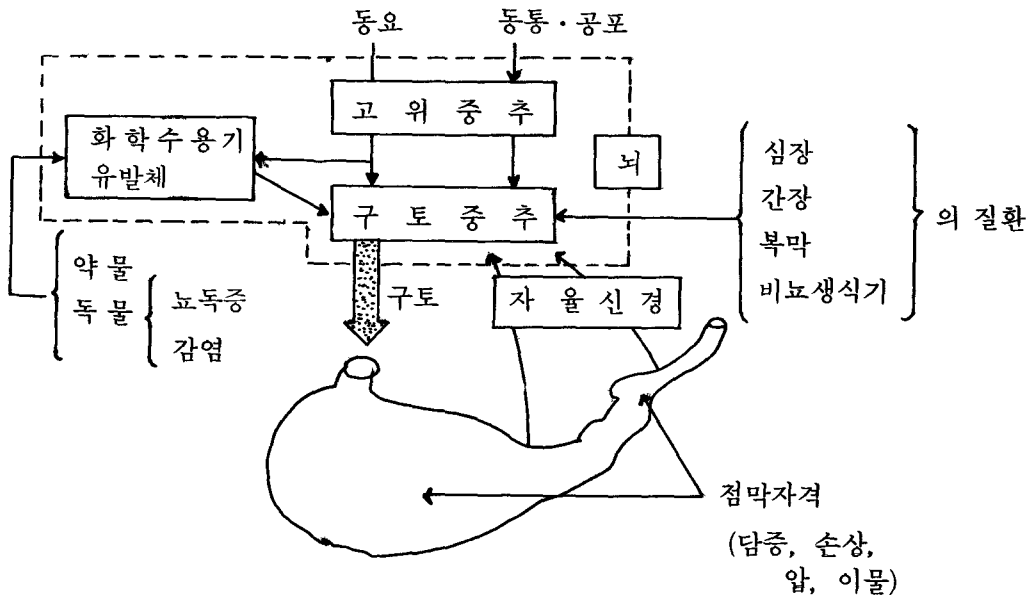 동요
동통·공포
고위중추
화학수용기
유발체
뇌
구토중추
심장
간장
복막
비뇨생식기
의 질환
약물
독물
뇨독증
감염
구토
자율신경
점막자격
(담증, 손상,
압, 이물)